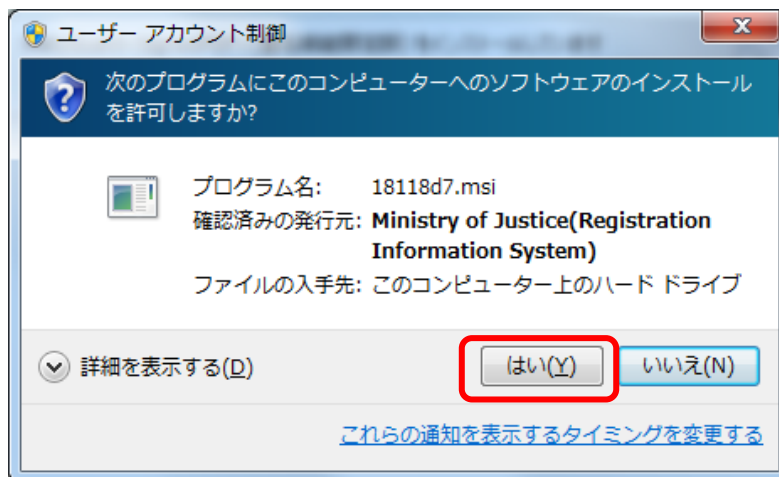 ユーザー アカウント制御
次のプログラムにこのコンピューターへのソフトウェアのインストール
を許可しますか?
プログラム名: 18118d7.msi
確認済みの発行元: Ministry of Justice(Registration
Information System)
ファイルの入手先: このコンピューター上のハード ドライブ
詳細を表示する(D) はい(Y) いいえ(N)
これらの通知を表示するタイミングを変更する